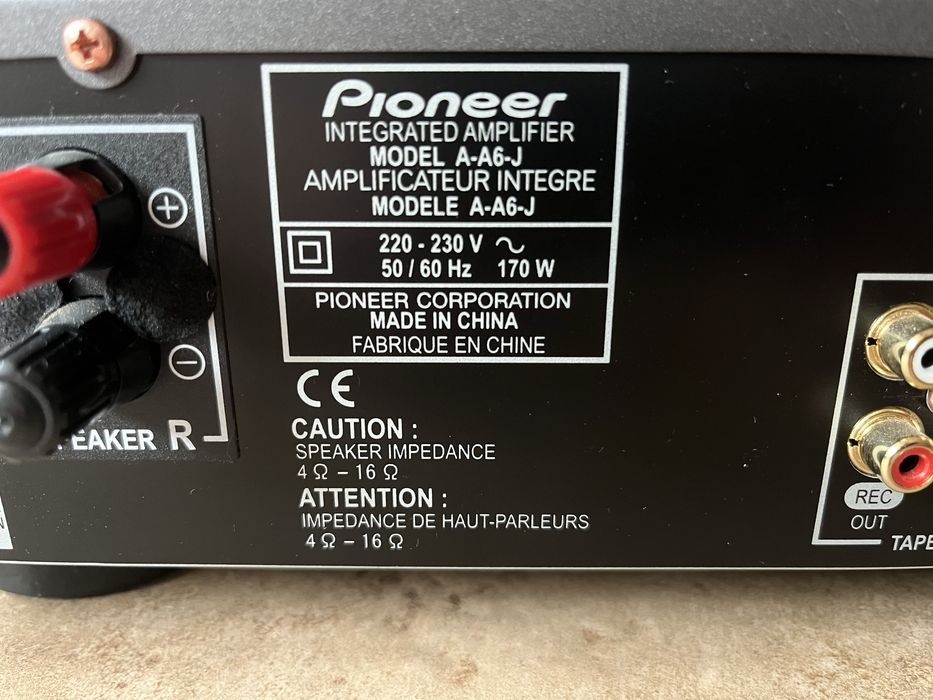 Pioneer
INTEGRATED AMPLIFIER
MODEL A-A6-J
AMPLIFICATEUR INTEGRE
MODELE A-A6-J
220 - 230 V ~
50 / 60 Hz 170 W
PIONEER CORPORATION
MADE IN CHINA
FABRIQUE EN CHINE
CE
CAUTION :
SPEAKER IMPEDANCE
4 Ω – 16 Ω
ATTENTION :
IMPEDANCE DE HAUT-PARLEURS
4 Ω – 16 Ω
+
−
R
REC
OUT
TAPE